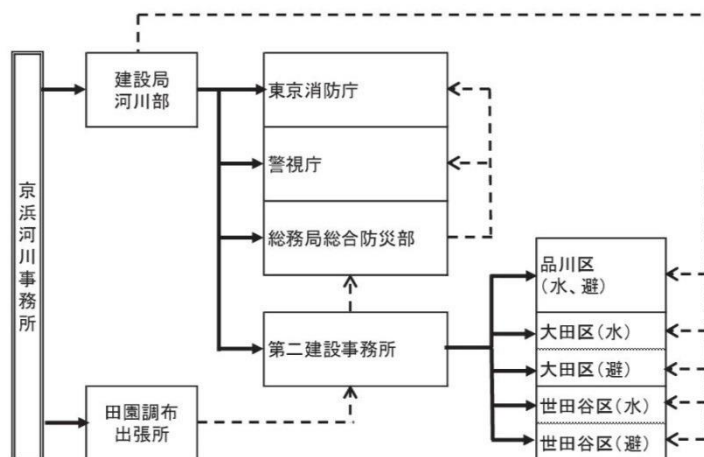 京浜河川事務所
建設局
河川部
東京消防庁
警視庁
総務局総合防災部
第二建設事務所
田園調布
出張所
品川区
(水、避)
大田区(水)
大田区(避)
世田谷区(水)
世田谷区(避)